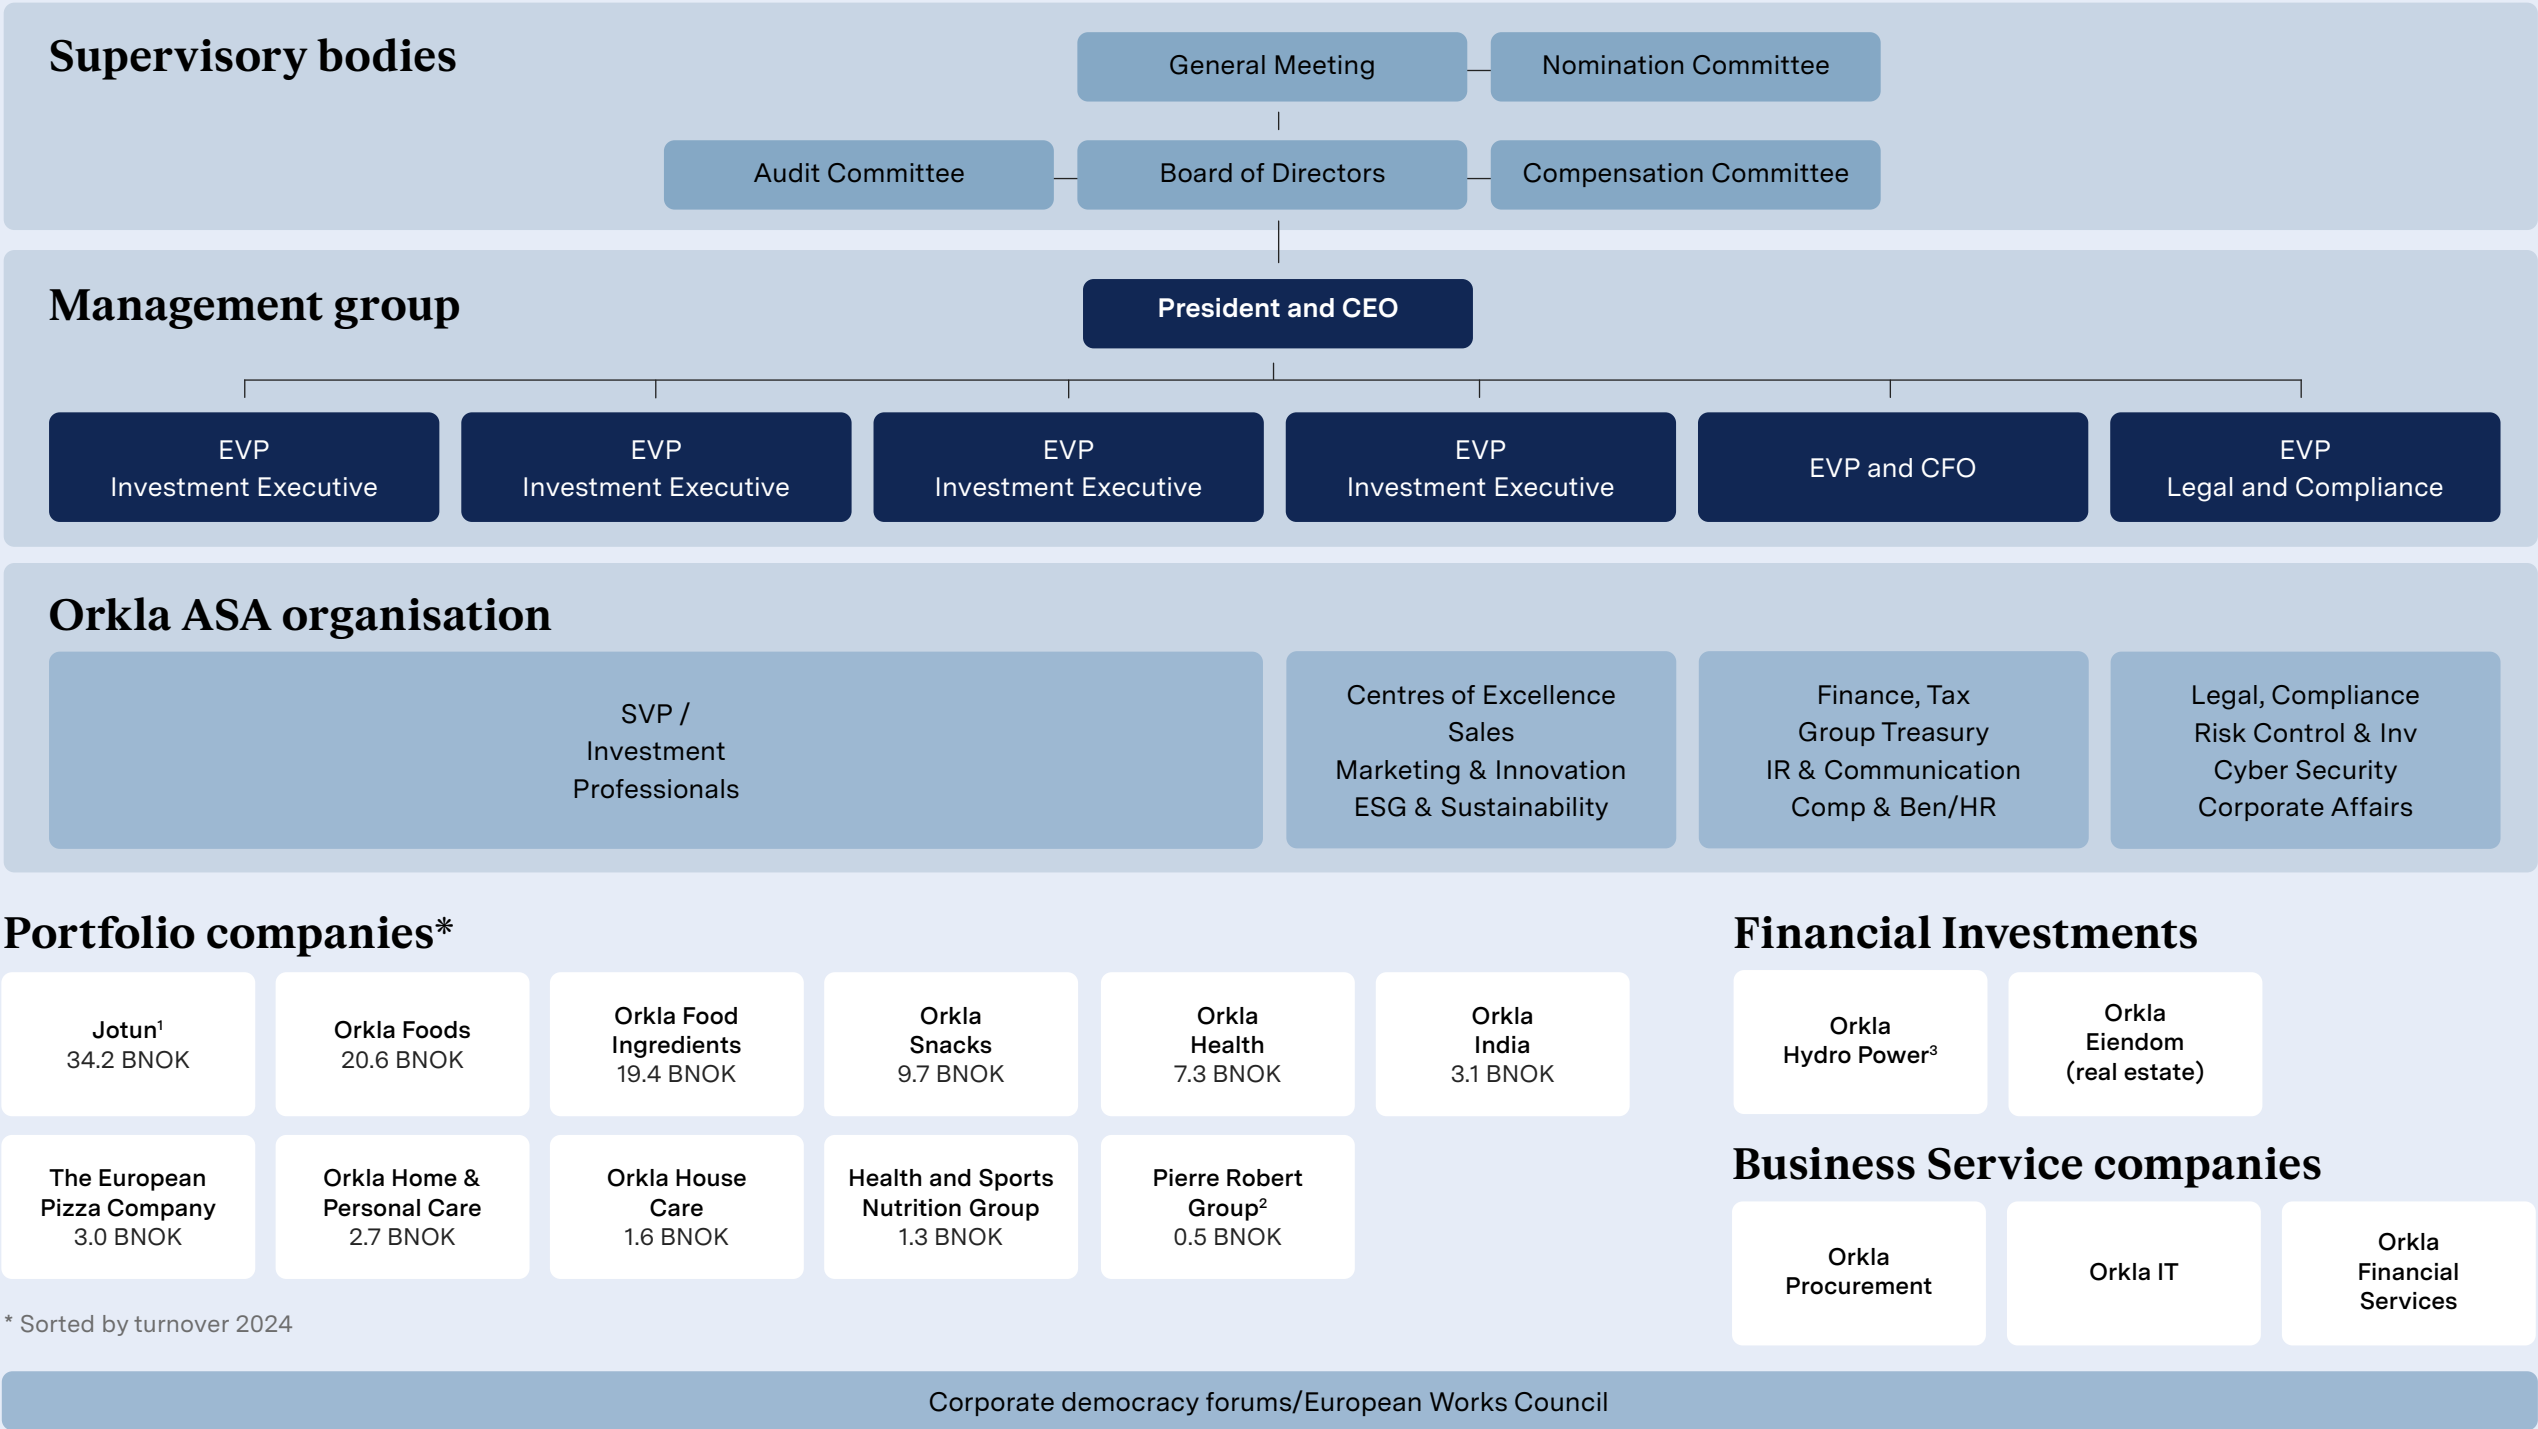 Supervisory bodies
General Meeting
Nomination Committee
Audit Committee
Board of Directors
Compensation Committee
Management group
President and CEO
EVP
Investment Executive
EVP
Investment Executive
EVP
Investment Executive
EVP
Investment Executive
EVP and CFO
EVP
Legal and Compliance
Orkla ASA organisation
SVP /
Investment
Professionals
Centres of Excellence
Sales
Marketing & Innovation
ESG & Sustainability
Finance, Tax
Group Treasury
IR & Communication
Comp & Ben/HR
Legal, Compliance
Risk Control & Inv
Cyber Security
Corporate Affairs
Portfolio companies*
Jotun¹
34.2 BNOK
Orkla Foods
20.6 BNOK
Orkla Food
Ingredients
19.4 BNOK
Orkla
Snacks
9.7 BNOK
Orkla
Health
7.3 BNOK
Orkla
India
3.1 BNOK
The European
Pizza Company
3.0 BNOK
Orkla Home &
Personal Care
2.7 BNOK
Orkla House
Care
1.6 BNOK
Health and Sports
Nutrition Group
1.3 BNOK
Pierre Robert
Group²
0.5 BNOK
* Sorted by turnover 2024
Financial Investments
Orkla
Hydro Power³
Orkla
Eiendom
(real estate)
Business Service companies
Orkla
Procurement
Orkla IT
Orkla
Financial
Services
Corporate democracy forums/European Works Council